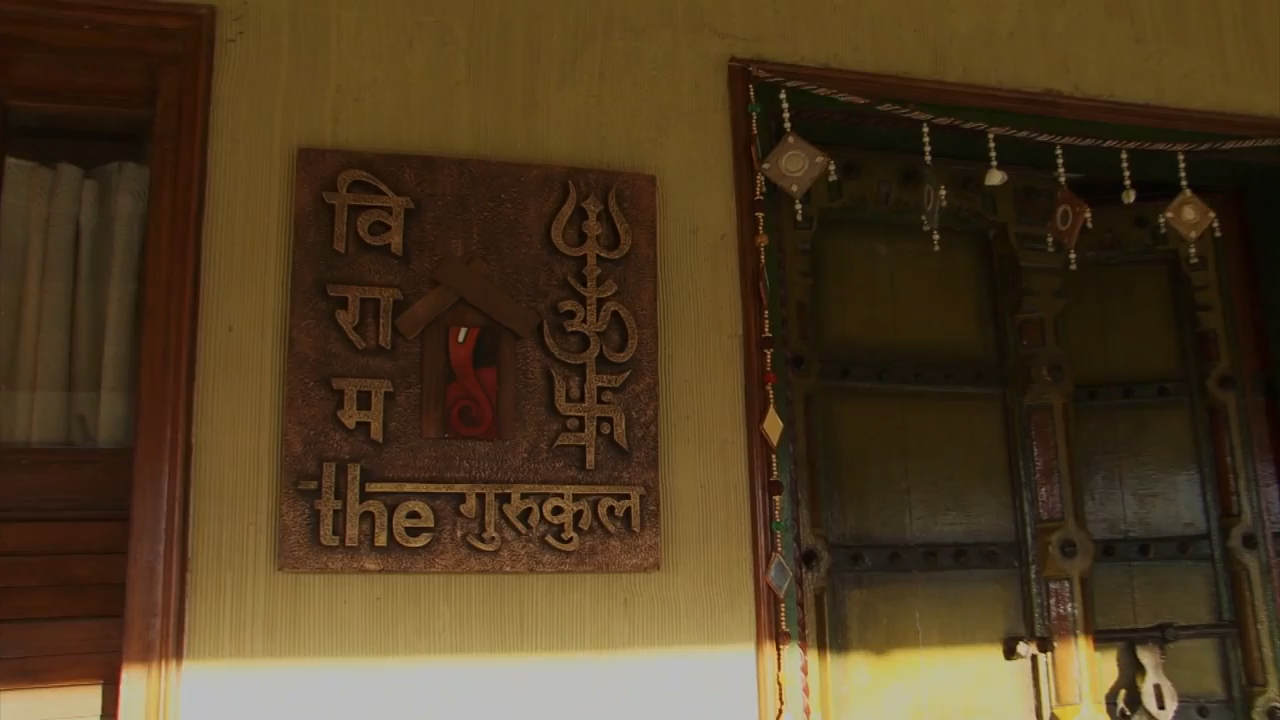 वि
रा
म
ॐ
the गुरुकुल